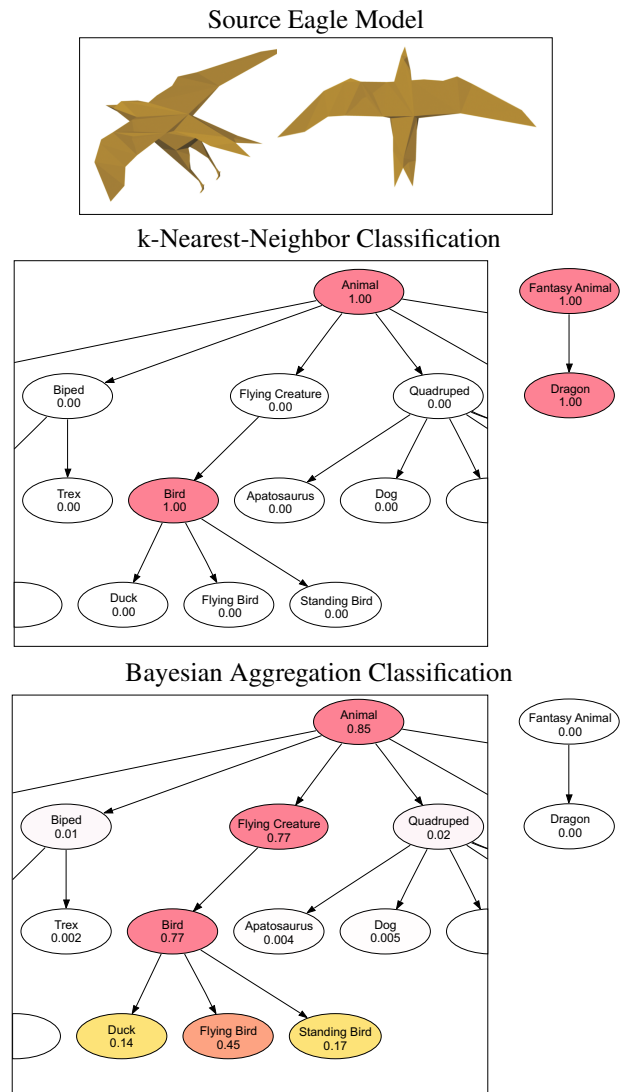 Source Eagle Model
k-Nearest-Neighbor Classification
Animal
1.00
Fantasy Animal
1.00
Biped
0.00
Flying Creature
0.00
Quadruped
0.00
Dragon
1.00
Trex
0.00
Bird
1.00
Apatosaurus
0.00
Dog
0.00
Duck
0.00
Flying Bird
0.00
Standing Bird
0.00
Bayesian Aggregation Classification
Animal
0.85
Fantasy Animal
0.00
Biped
0.01
Flying Creature
0.77
Quadruped
0.02
Dragon
0.00
Trex
0.002
Bird
0.77
Apatosaurus
0.004
Dog
0.005
Duck
0.14
Flying Bird
0.45
Standing Bird
0.17